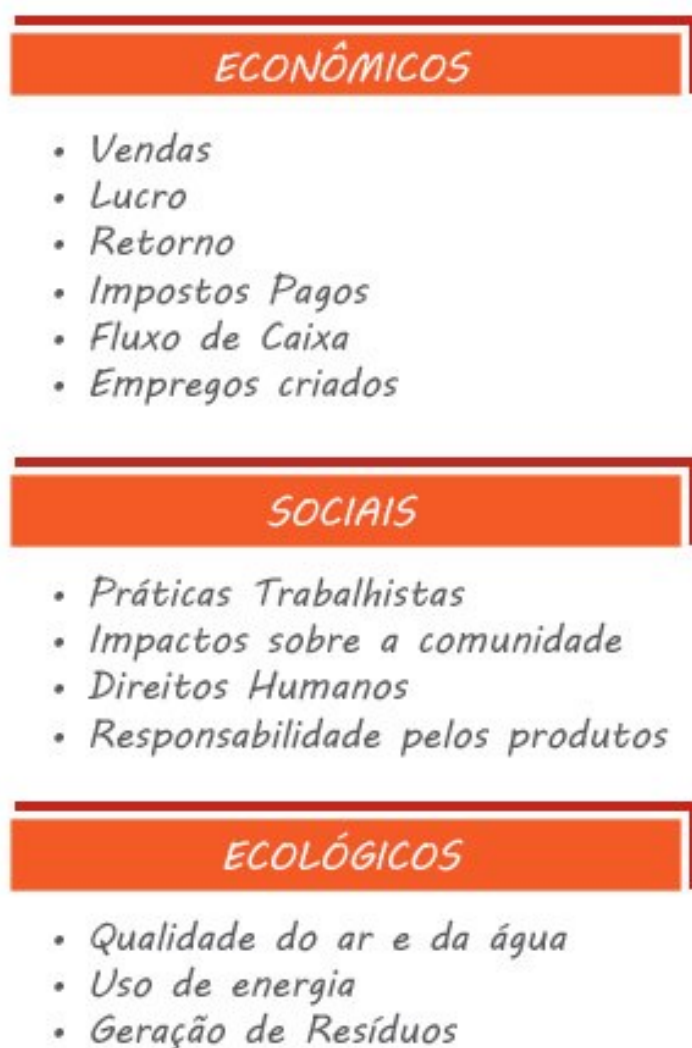 ECONÔMICOS
• Vendas
• Lucro
• Retorno
• Impostos Pagos
• Fluxo de Caixa
• Empregos criados
SOCIAIS
• Práticas Trabalhistas
• Impactos sobre a comunidade
• Direitos Humanos
• Responsabilidade pelos produtos
ECOLÓGICOS
• Qualidade do ar e da água
• Uso de energia
• Geração de Resíduos